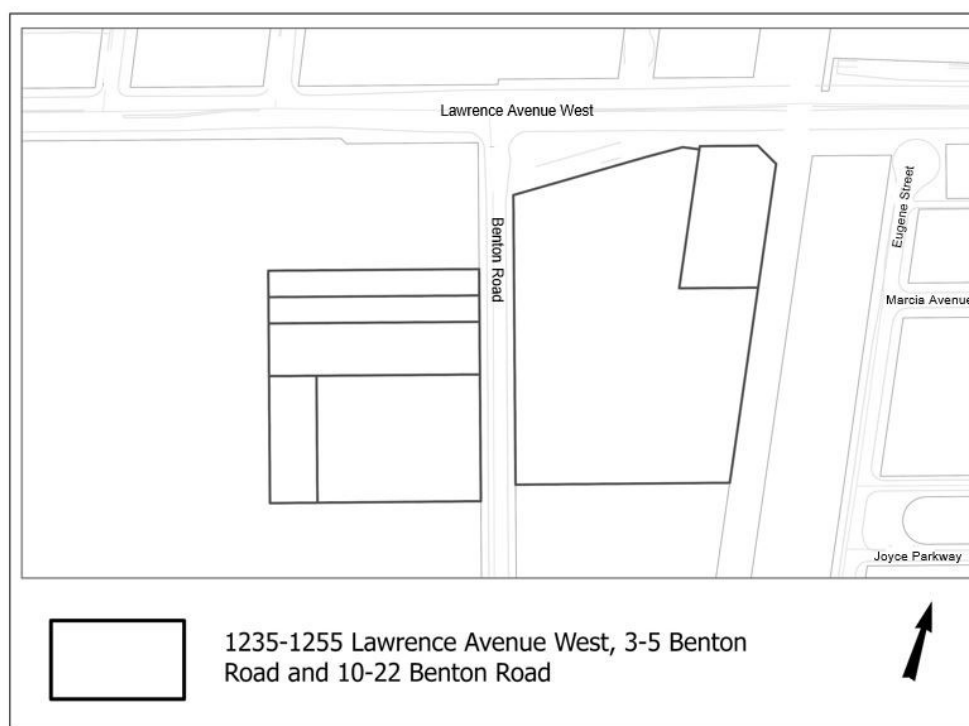 Lawrence Avenue West
Eugene Street
Benton Road
Marcia Avenue
Joyce Parkway
1235-1255 Lawrence Avenue West, 3-5 Benton
Road and 10-22 Benton Road